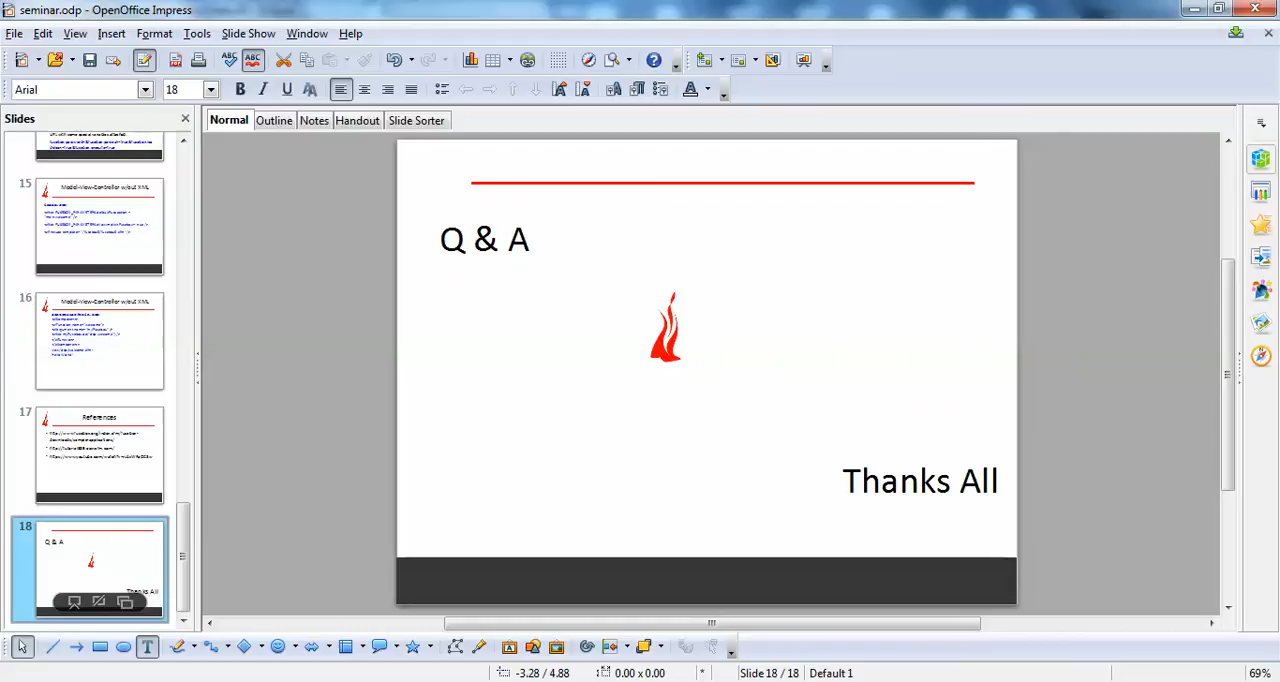 seminar.odp - OpenOffice Impress
File Edit View Insert Format Tools Slide Show Window Help
Arial 18
Slides
Normal Outline Notes Handout Slide Sorter
15
Model-View-Controller w/out XML
16
Model-View-Controller w/out XML
17
References
18
Q & A
Thanks All
Q & A
Thanks All
-3.28 / 4.88 0.00 x 0.00 * Slide 18 / 18 Default 1 69%